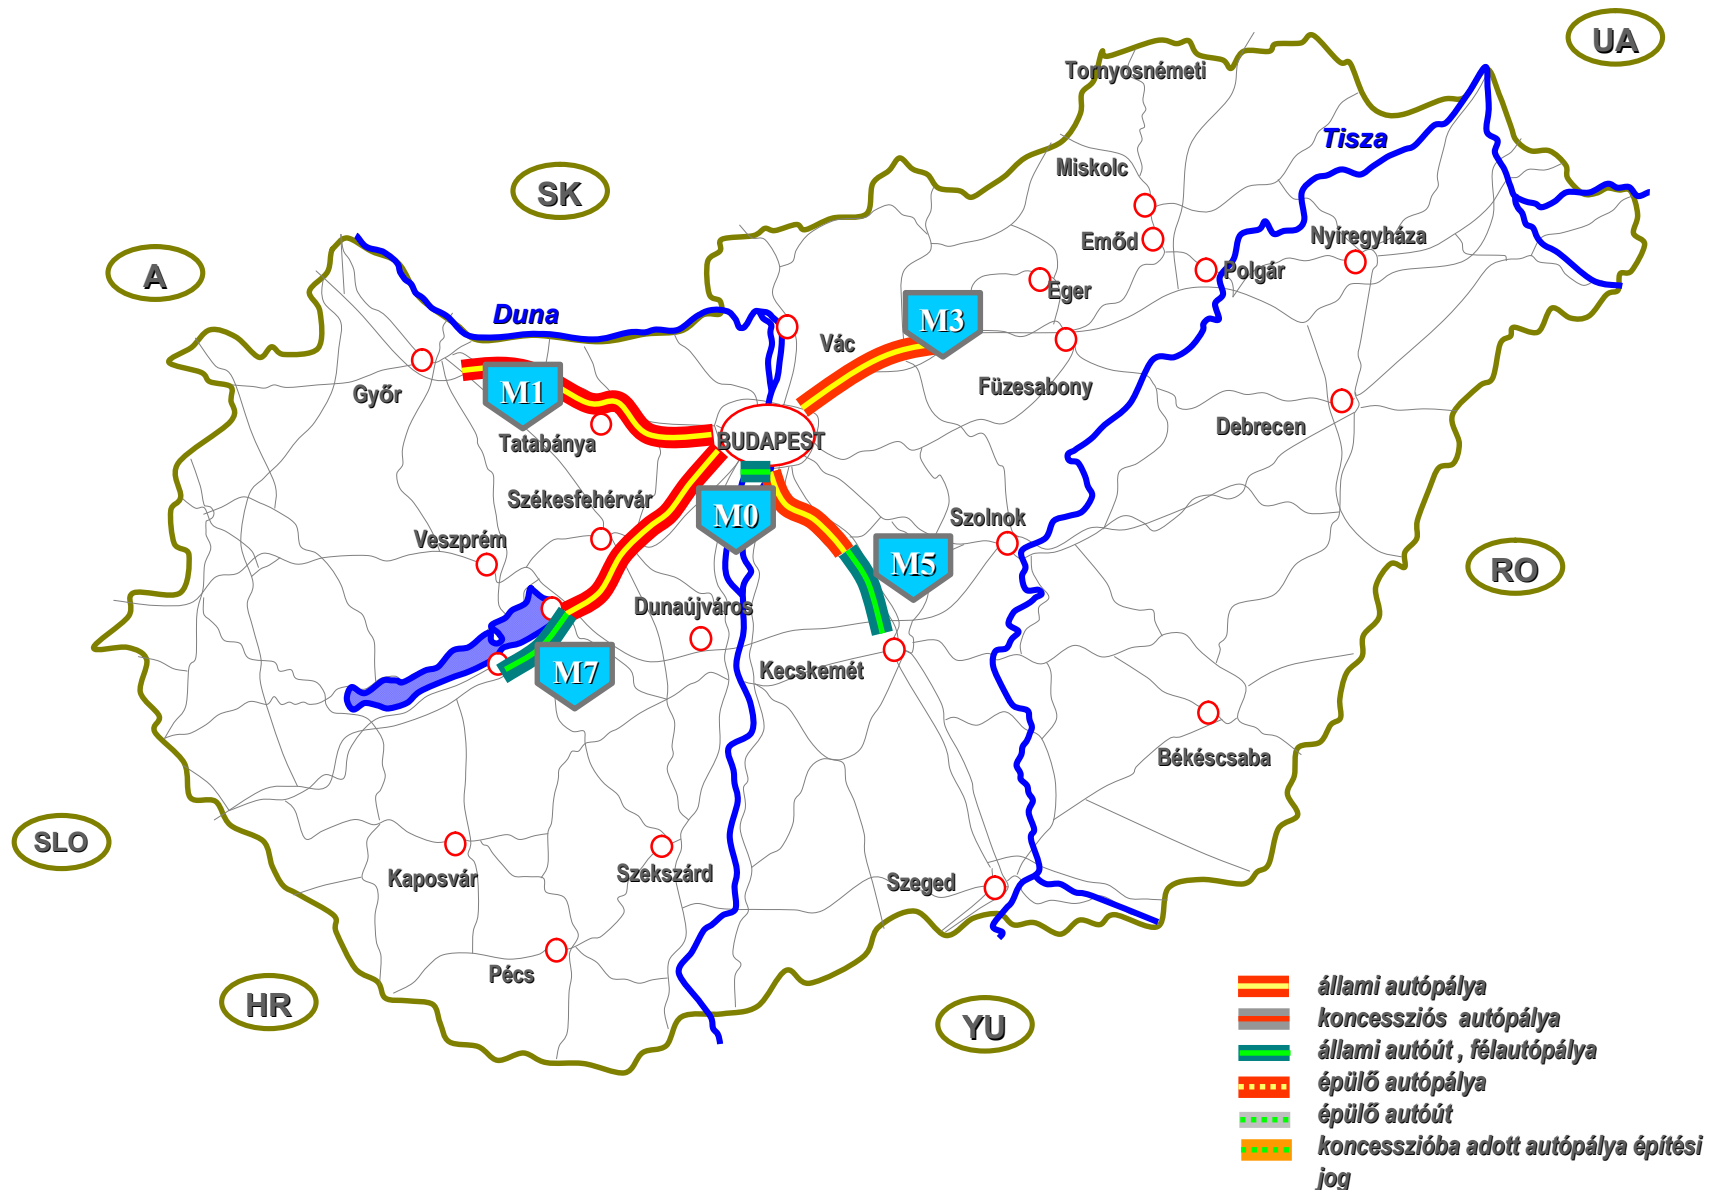 UA
Tornyosnémeti
Tisza
Miskolc
SK
Emőd
Nyíregyháza
A
Polgár
Eger
Duna
M3
Vác
Győr
M1
Füzesabony
Debrecen
Tatabánya
BUDAPEST
Székesfehérvár
M0
Szolnok
Veszprém
M5
RO
Dunaújváros
M7
Kecskemét
Békéscsaba
SLO
Kaposvár
Szekszárd
Szeged
Pécs
HR
YU
állami autópálya
koncessziós autópálya
állami autóút , félautópálya
épülő autópálya
épülő autóút
koncesszióba adott autópálya építési
jog